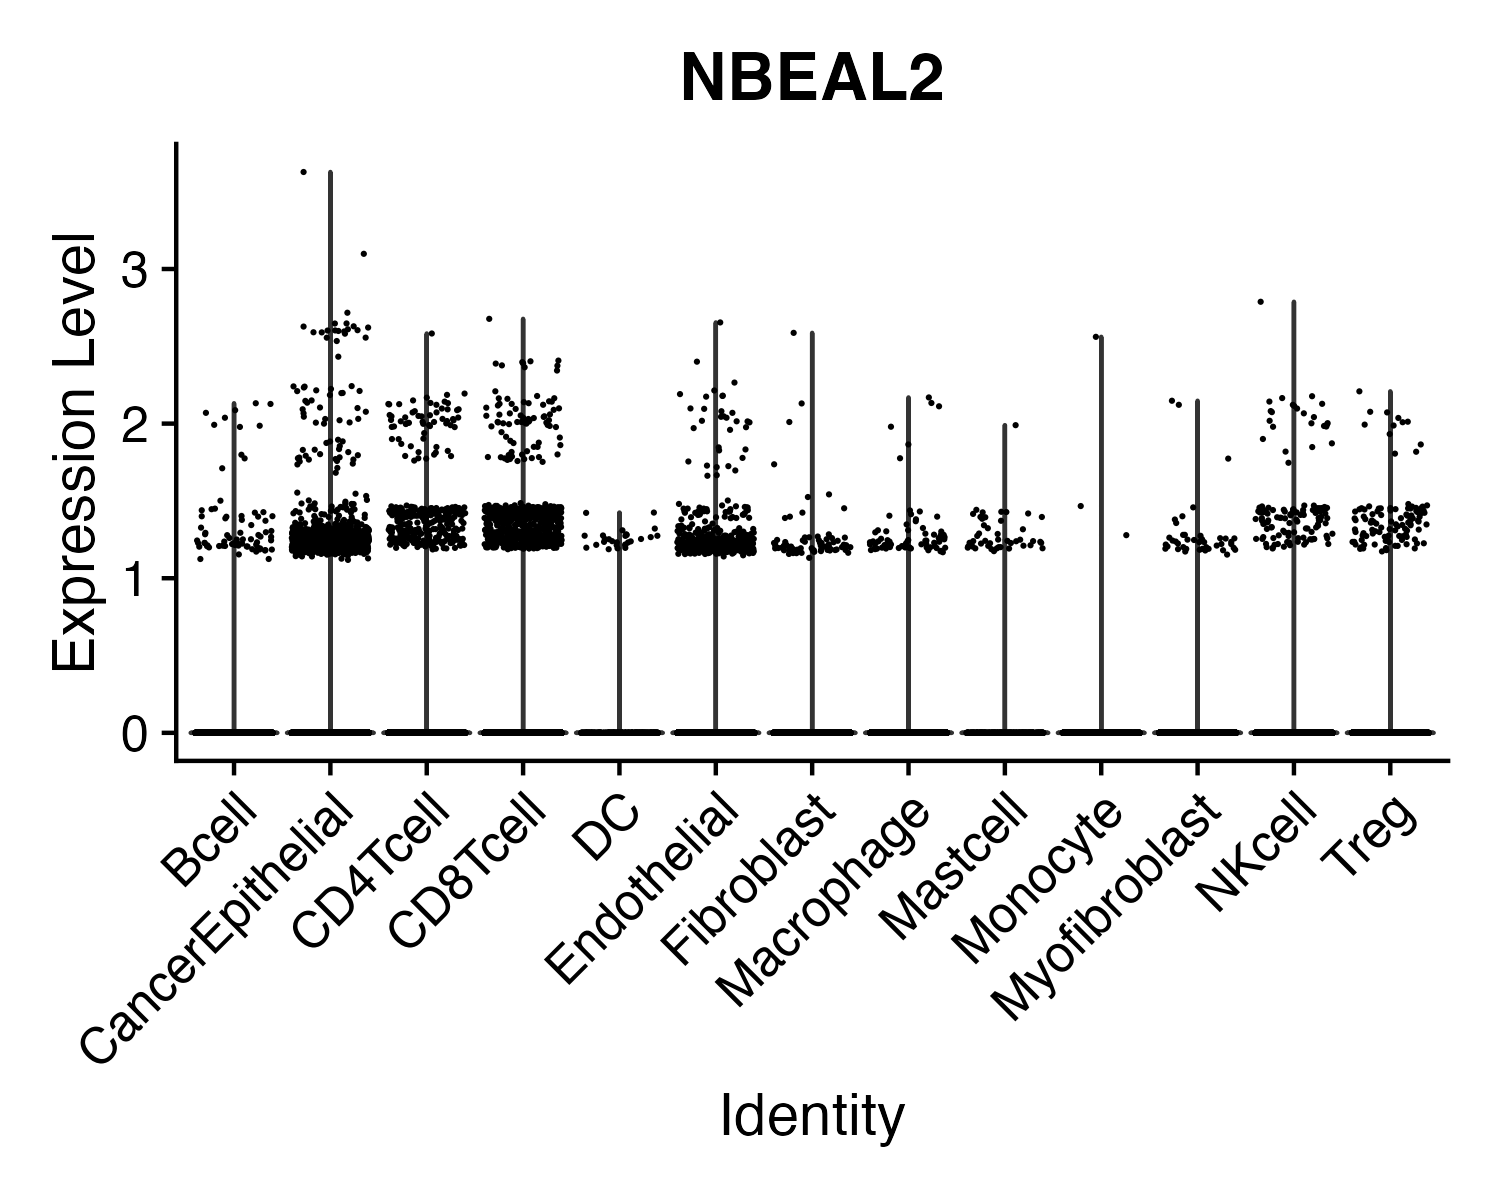 NBEAL2
Expression Level
3
2
1
0
Bcell
CancerEpithelial
CD4Tcell
CD8Tcell
DC
Endothelial
Fibroblast
Macrophage
Mastcell
Monocyte
Myofibroblast
NKcell
Treg
Identity